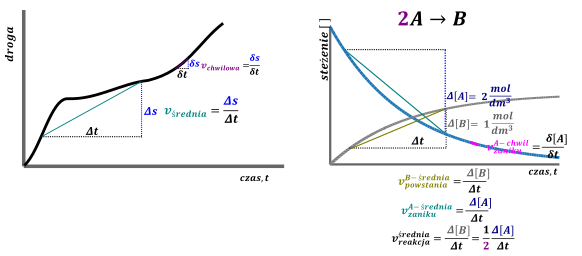 droga
δs v chwilowa = δs/δt
δt
Δs v średnia = Δs/Δt
Δt
czas, t
2A → B
stężenie [ ]
Δ[A]= 2 mol/dm³
Δ[B]= 1 mol/dm³
Δt
v A−chwil zaniku = δ[A]/δt
czas, t
v B−średnia powstania = Δ[B]/Δt
v A−średnia zaniku = Δ[A]/Δt
v średnia reakcja = Δ[B]/Δt = 1/2 Δ[A]/Δt